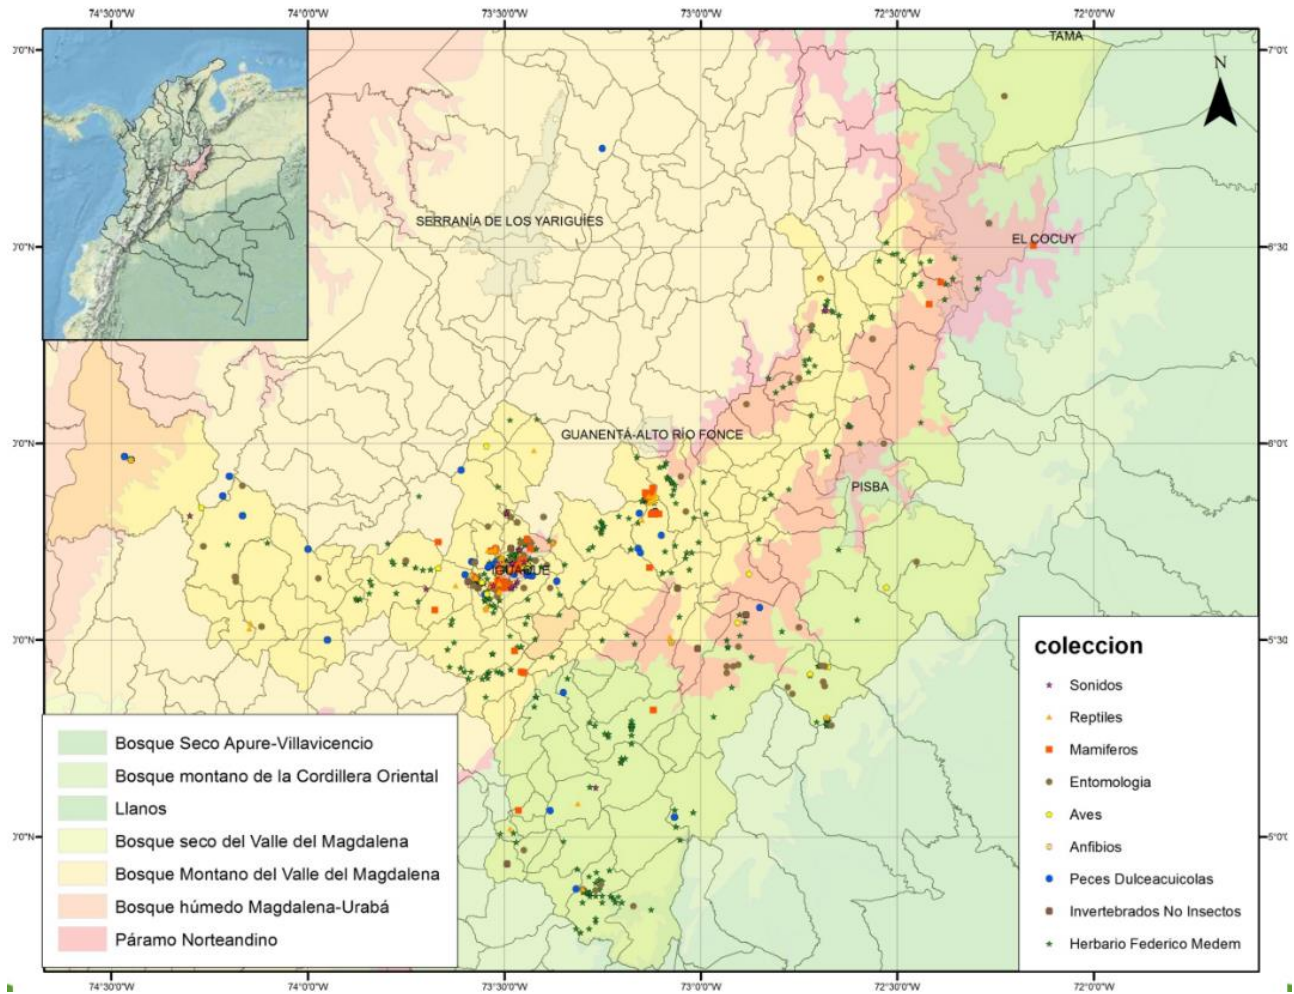 74°30'0"W 74°0'0"W 73°30'0"W 73°0'0"W 72°30'0"W 72°0'0"W
TAMA
N
SERRANÍA DE LOS YARIGUÍES
EL COCUY
GUANENTÁ-ALTO RÍO FONCE
PISBA
IGUAQUE
coleccion
Sonidos
Reptiles
Mamiferos
Entomologia
Aves
Anfibios
Peces Dulceacuicolas
Invertebrados No Insectos
Herbario Federico Medem
Bosque Seco Apure-Villavicencio
Bosque montano de la Cordillera Oriental
Llanos
Bosque seco del Valle del Magdalena
Bosque Montano del Valle del Magdalena
Bosque húmedo Magdalena-Urabá
Páramo Norteandino
74°30'0"W 74°0'0"W 73°30'0"W 73°0'0"W 72°30'0"W 72°0'0"W